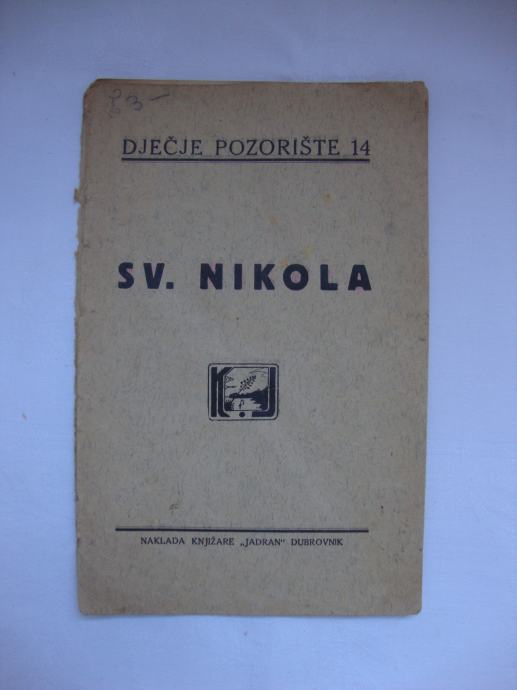 DJEČJE POZORIŠTE 14
SV. NIKOLA
K.J
NAKLADA KNJIŽARE „JADRAN“ DUBROVNIK